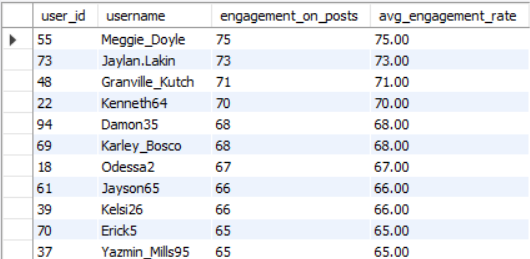 user_id username engagement_on_posts avg_engagement_rate
55 Meggie_Doyle 75 75.00
73 Jaylan.Lakin 73 73.00
48 Granville_Kutch 71 71.00
22 Kenneth64 70 70.00
94 Damon35 68 68.00
69 Karley_Bosco 68 68.00
18 Odessa2 67 67.00
61 Jayson65 66 66.00
39 Kelsi26 66 66.00
70 Erick5 65 65.00
37 Yazmin_Mills95 65 65.00